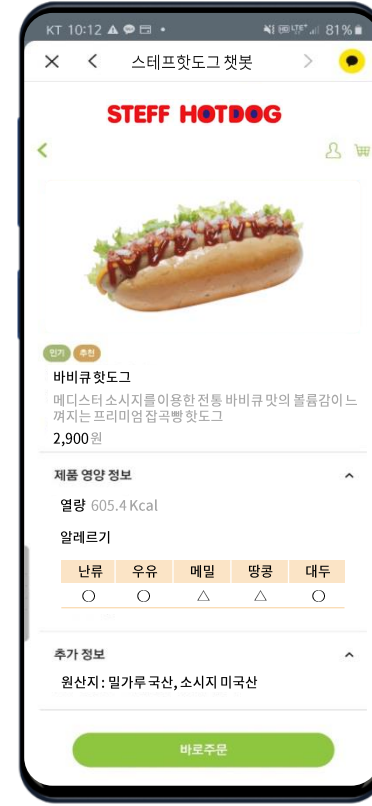 KT 10:12
81%
스테프핫도그 챗봇
STEFF HOTDOG
인기 추천
바비큐핫도그
메디스터 소시지를 이용한 전통 바비큐 맛의 볼륨감이 느
껴지는 프리미엄 잡곡빵 핫도그
2,900원
제품 영양 정보
열량 605.4 Kcal
알레르기
난류 우유 메밀 땅콩 대두
○ ○ △ △ ○
추가 정보
원산지 : 밀가루 국산, 소시지 미국산
바로주문